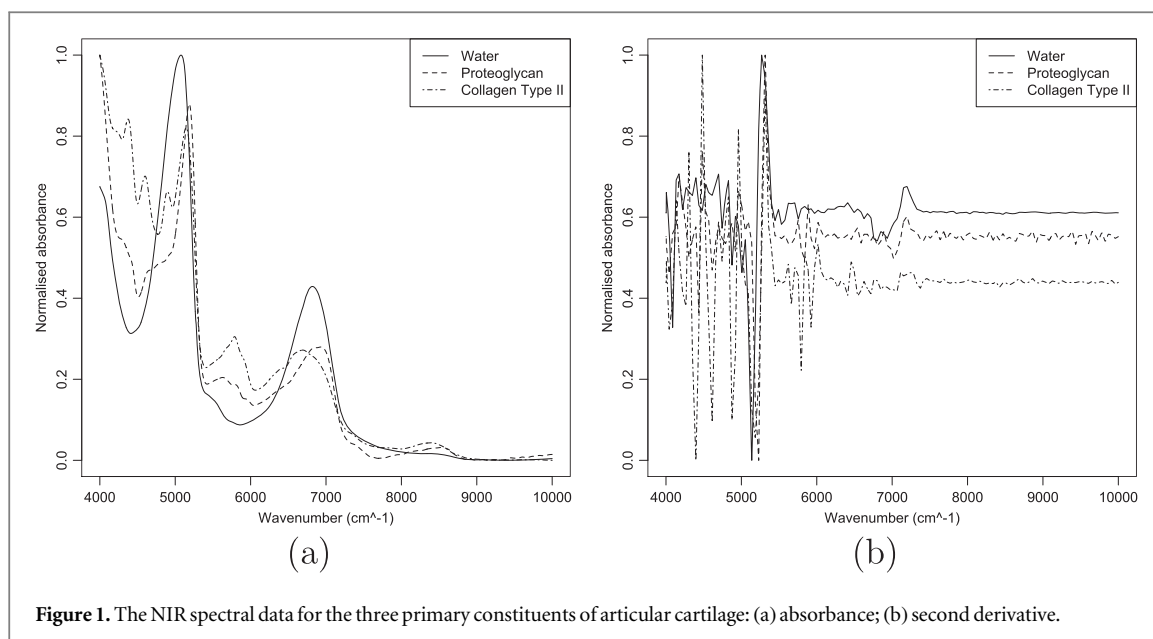 Water
Proteoglycan
Collagen Type II
Normalised absorbance
0.0 0.2 0.4 0.6 0.8 1.0
4000 5000 6000 7000 8000 9000 10000
Wavenumber (cm^-1)
(a)
Water
Proteoglycan
Collagen Type II
Normalised absorbance
0.0 0.2 0.4 0.6 0.8 1.0
4000 5000 6000 7000 8000 9000 10000
Wavenumber (cm^-1)
(b)
Figure 1. The NIR spectral data for the three primary constituents of articular cartilage: (a) absorbance; (b) second derivative.